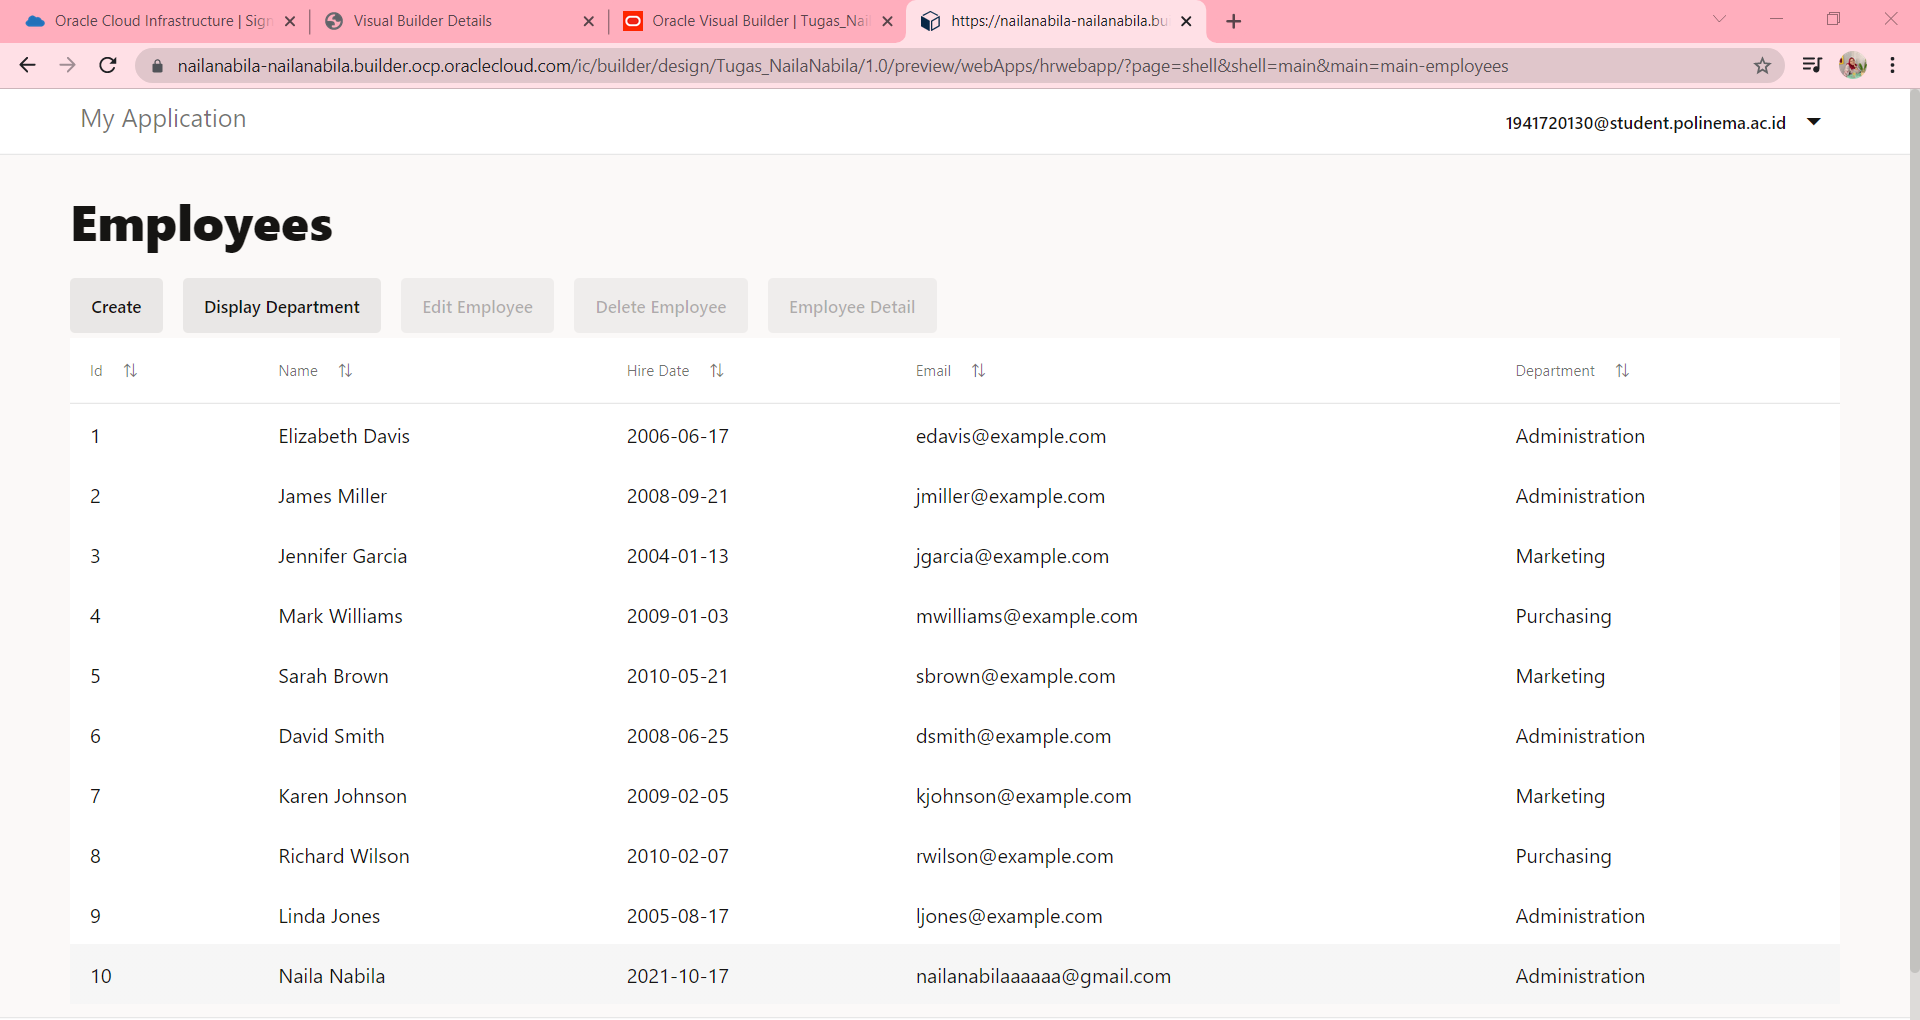 Oracle Cloud Infrastructure | Sign
Visual Builder Details
Oracle Visual Builder | Tugas_Nail
https://nailanabila-nailanabila.bu
nailanabila-nailanabila.builder.ocp.oraclecloud.com/ic/builder/design/Tugas_NailaNabila/1.0/preview/webApps/hrwebapp/?page=shell&shell=main&main=main-employees
My Application
1941720130@student.polinema.ac.id
Employees
Create Display Department Edit Employee Delete Employee Employee Detail
Id Name Hire Date Email Department
1 Elizabeth Davis 2006-06-17 edavis@example.com Administration
2 James Miller 2008-09-21 jmiller@example.com Administration
3 Jennifer Garcia 2004-01-13 jgarcia@example.com Marketing
4 Mark Williams 2009-01-03 mwilliams@example.com Purchasing
5 Sarah Brown 2010-05-21 sbrown@example.com Marketing
6 David Smith 2008-06-25 dsmith@example.com Administration
7 Karen Johnson 2009-02-05 kjohnson@example.com Marketing
8 Richard Wilson 2010-02-07 rwilson@example.com Purchasing
9 Linda Jones 2005-08-17 ljones@example.com Administration
10 Naila Nabila 2021-10-17 nailanabilaaaaaa@gmail.com Administration